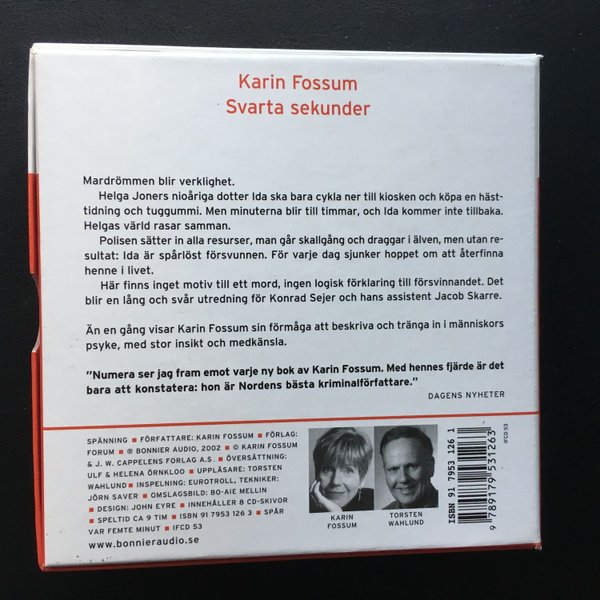 Karin Fossum
Svarta sekunder
Mardrömmen blir verklighet.
Helga Joners nioåriga dotter Ida ska bara cykla ner till kiosken och köpa en häst-
tidning och tuggummi. Men minuterna blir till timmar, och Ida kommer inte tillbaka.
Helgas värld rasar samman.
Polisen sätter in alla resurser, man går skallgång och draggar i älven, men utan re-
sultat: Ida är spårlöst försvunnen. För varje dag sjunker hoppet om att återfinna
henne i livet.
Här finns inget motiv till ett mord, ingen logisk förklaring till försvinnandet. Det
blir en lång och svår utredning för Konrad Sejer och hans assistent Jacob Skarre.
Än en gång visar Karin Fossum sin förmåga att beskriva och tränga in i människors
psyke, med stor insikt och medkänsla.
"Numera ser jag fram emot varje ny bok av Karin Fossum. Med hennes fjärde är det
bara att konstatera: hon är Nordens bästa kriminalförfattare."
DAGENS NYHETER
SPÄNNING ■ FÖRFATTARE: KARIN FOSSUM ■ FÖRLAG:
FORUM ■ ℗ BONNIER AUDIO, 2002 ■ © KARIN FOSSUM
& J. W. CAPPELENS FORLAG A.S. ■ ÖVERSÄTTNING:
ULF & HELENA ÖRNKLOO ■ UPPLÄSARE: TORSTEN
WAHLUND ■ INSPELNING: EUROTROLL, TEKNIKER:
JÖRN SAVER ■ OMSLAGSBILD: BO-AIE MELLIN
■ DESIGN: JOHN EYRE ■ INNEHÅLLER 8 CD-SKIVOR
■ SPELTID CA 9 TIM ■ ISBN 91 7953 126 3 ■ SPÅR
VAR FEMTE MINUT ■ IFCD 53
www.bonnieraudio.se
KARIN
FOSSUM
TORSTEN
WAHLUND
ISBN 91 7953 126 1
9 789179 531263
IFCD 53